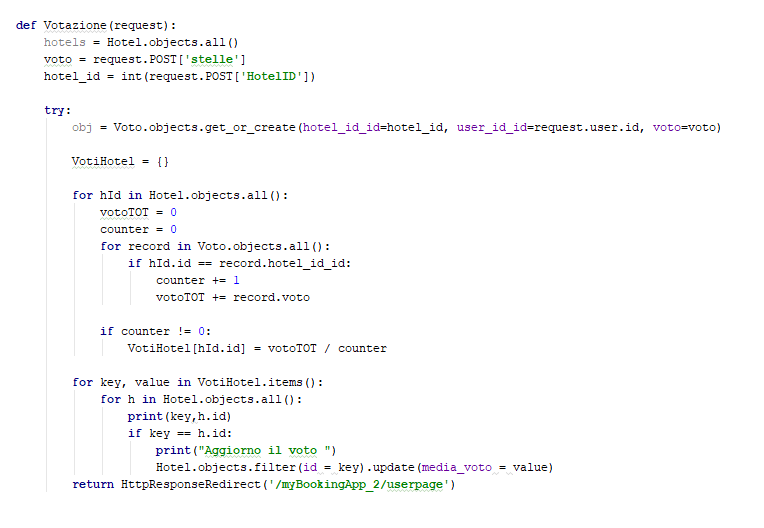 def Votazione(request):
    hotels = Hotel.objects.all()
    voto = request.POST['stelle']
    hotel_id = int(request.POST['HotelID'])

    try:
        obj = Voto.objects.get_or_create(hotel_id_id=hotel_id, user_id_id=request.user.id, voto=voto)

        VotiHotel = {}

        for hId in Hotel.objects.all():
            votoTOT = 0
            counter = 0
            for record in Voto.objects.all():
                if hId.id == record.hotel_id_id:
                    counter += 1
                    votoTOT += record.voto

            if counter != 0:
                VotiHotel[hId.id] = votoTOT / counter

        for key, value in VotiHotel.items():
            for h in Hotel.objects.all():
                print(key,h.id)
                if key == h.id:
                    print("Aggiorno il voto ")
                    Hotel.objects.filter(id = key).update(media_voto = value)
        return HttpResponseRedirect('/myBookingApp_2/userpage')